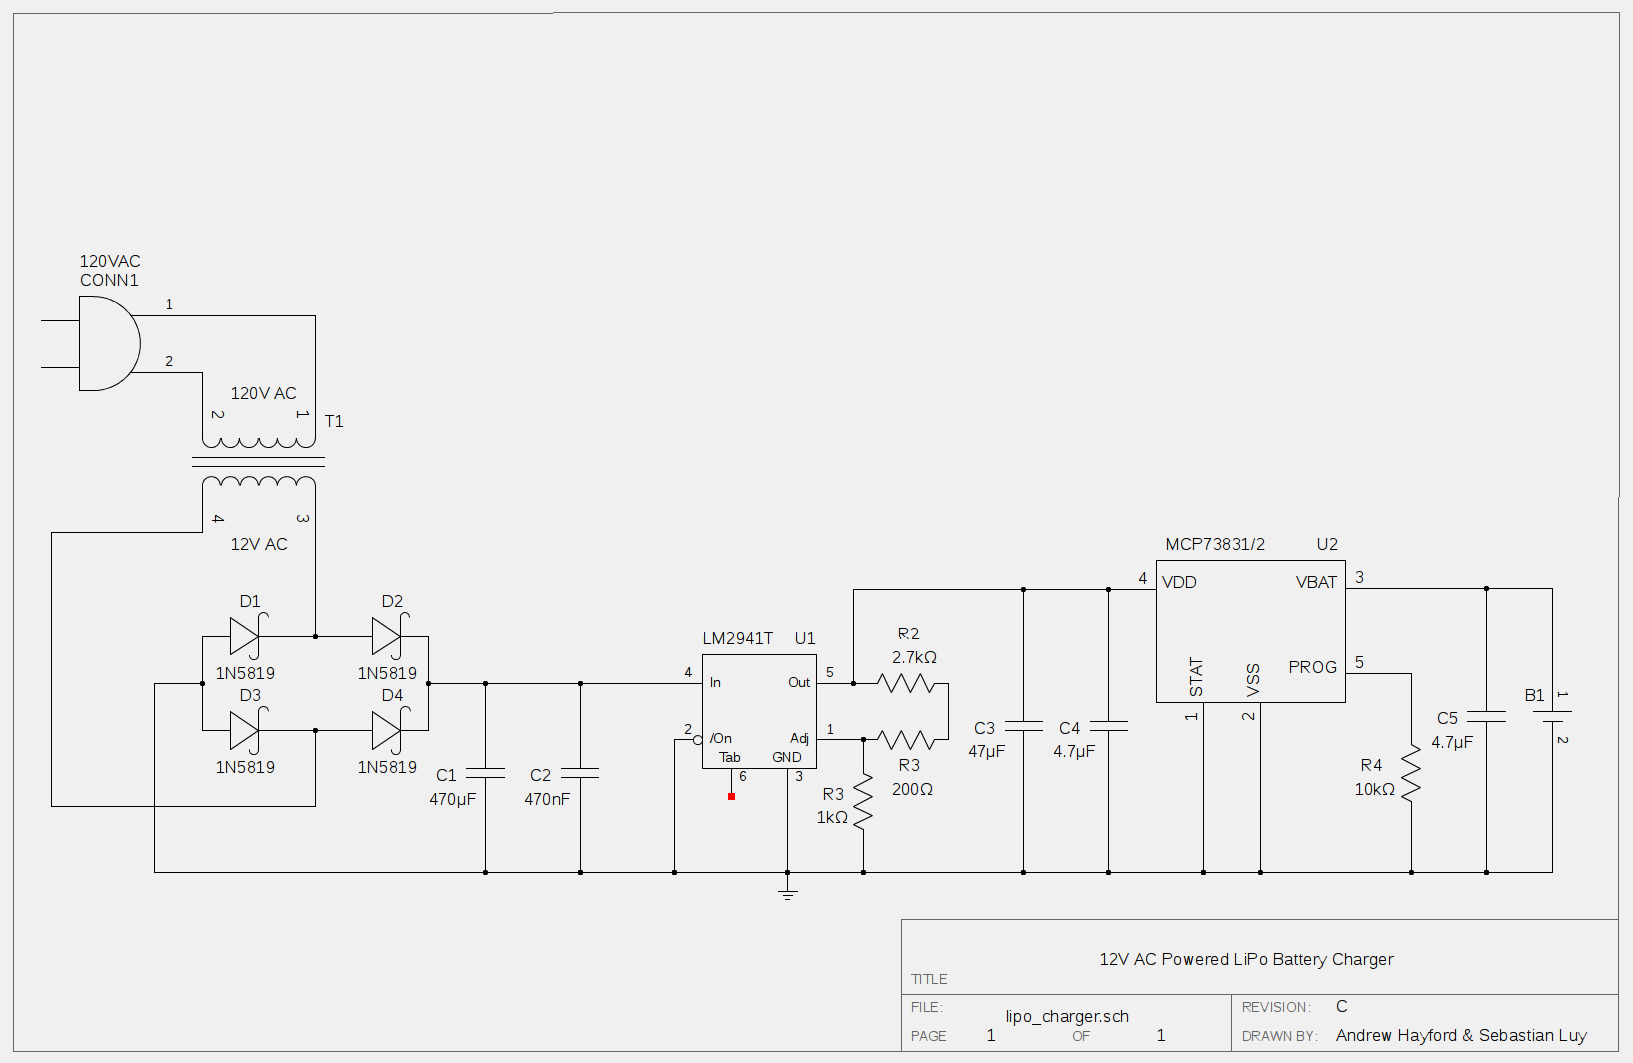 120VAC
CONN1
1
2
120V AC
2
1
T1
4
3
12V AC
D1
1N5819
D2
1N5819
D3
1N5819
D4
1N5819
C1
470µF
C2
470nF
LM2941T U1
4
In
Out
5
2
/On
Adj
1
Tab
GND
6
3
R2
2.7kΩ
R3
200Ω
R3
1kΩ
C3
47µF
C4
4.7µF
MCP73831/2 U2
4
VDD
VBAT
3
STAT
VSS
PROG
5
1
2
R4
10kΩ
C5
4.7µF
B1
1
2
12V AC Powered LiPo Battery Charger
TITLE
FILE: lipo_charger.sch
REVISION: C
PAGE 1 OF 1
DRAWN BY: Andrew Hayford & Sebastian Luy